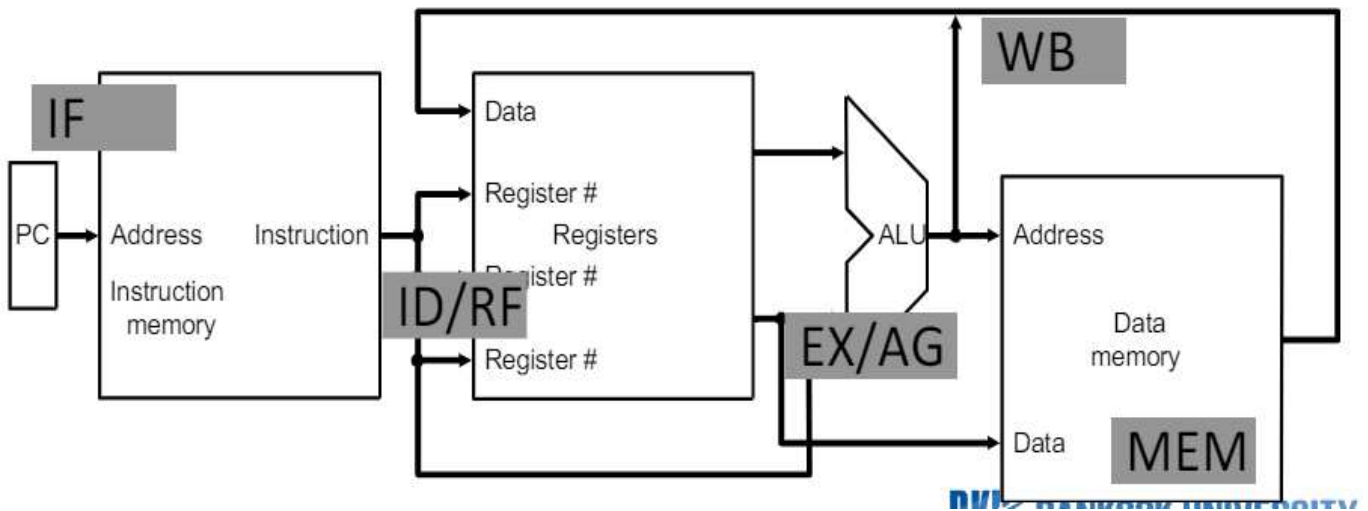 WB
IF
Data
Register #
PC
Address
Instruction
Registers
ALU
Address
Register #
Instruction
memory
ID/RF
EX/AG
Data
memory
Register #
Data
MEM